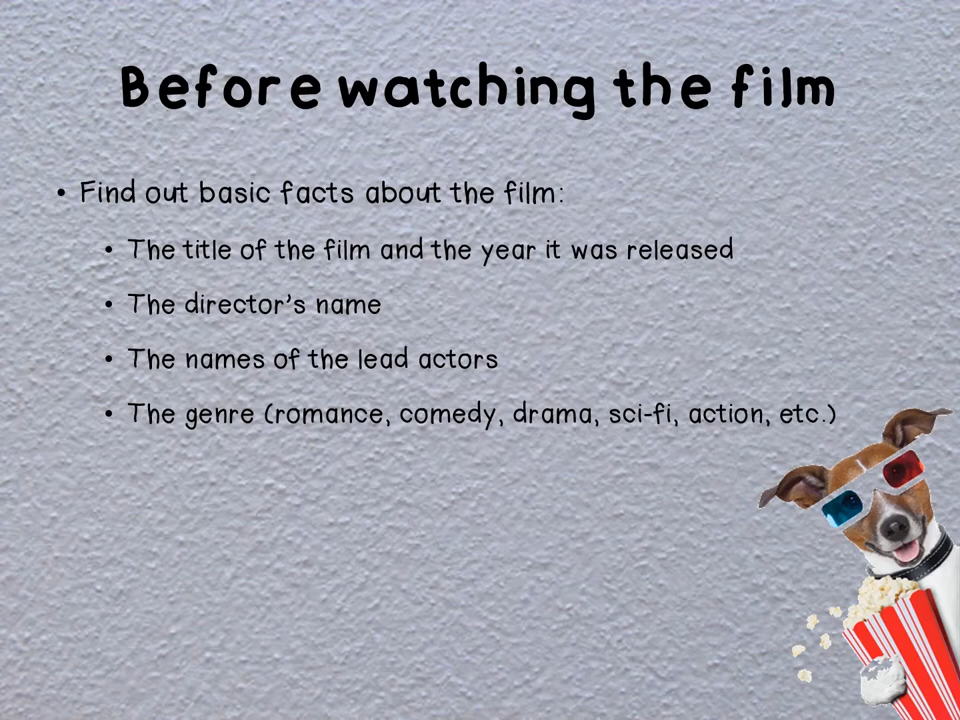 Before watching the film
• Find out basic facts about the film:
• The title of the film and the year it was released
• The director’s name
• The names of the lead actors
• The genre (romance, comedy, drama, sci-fi, action, etc.)